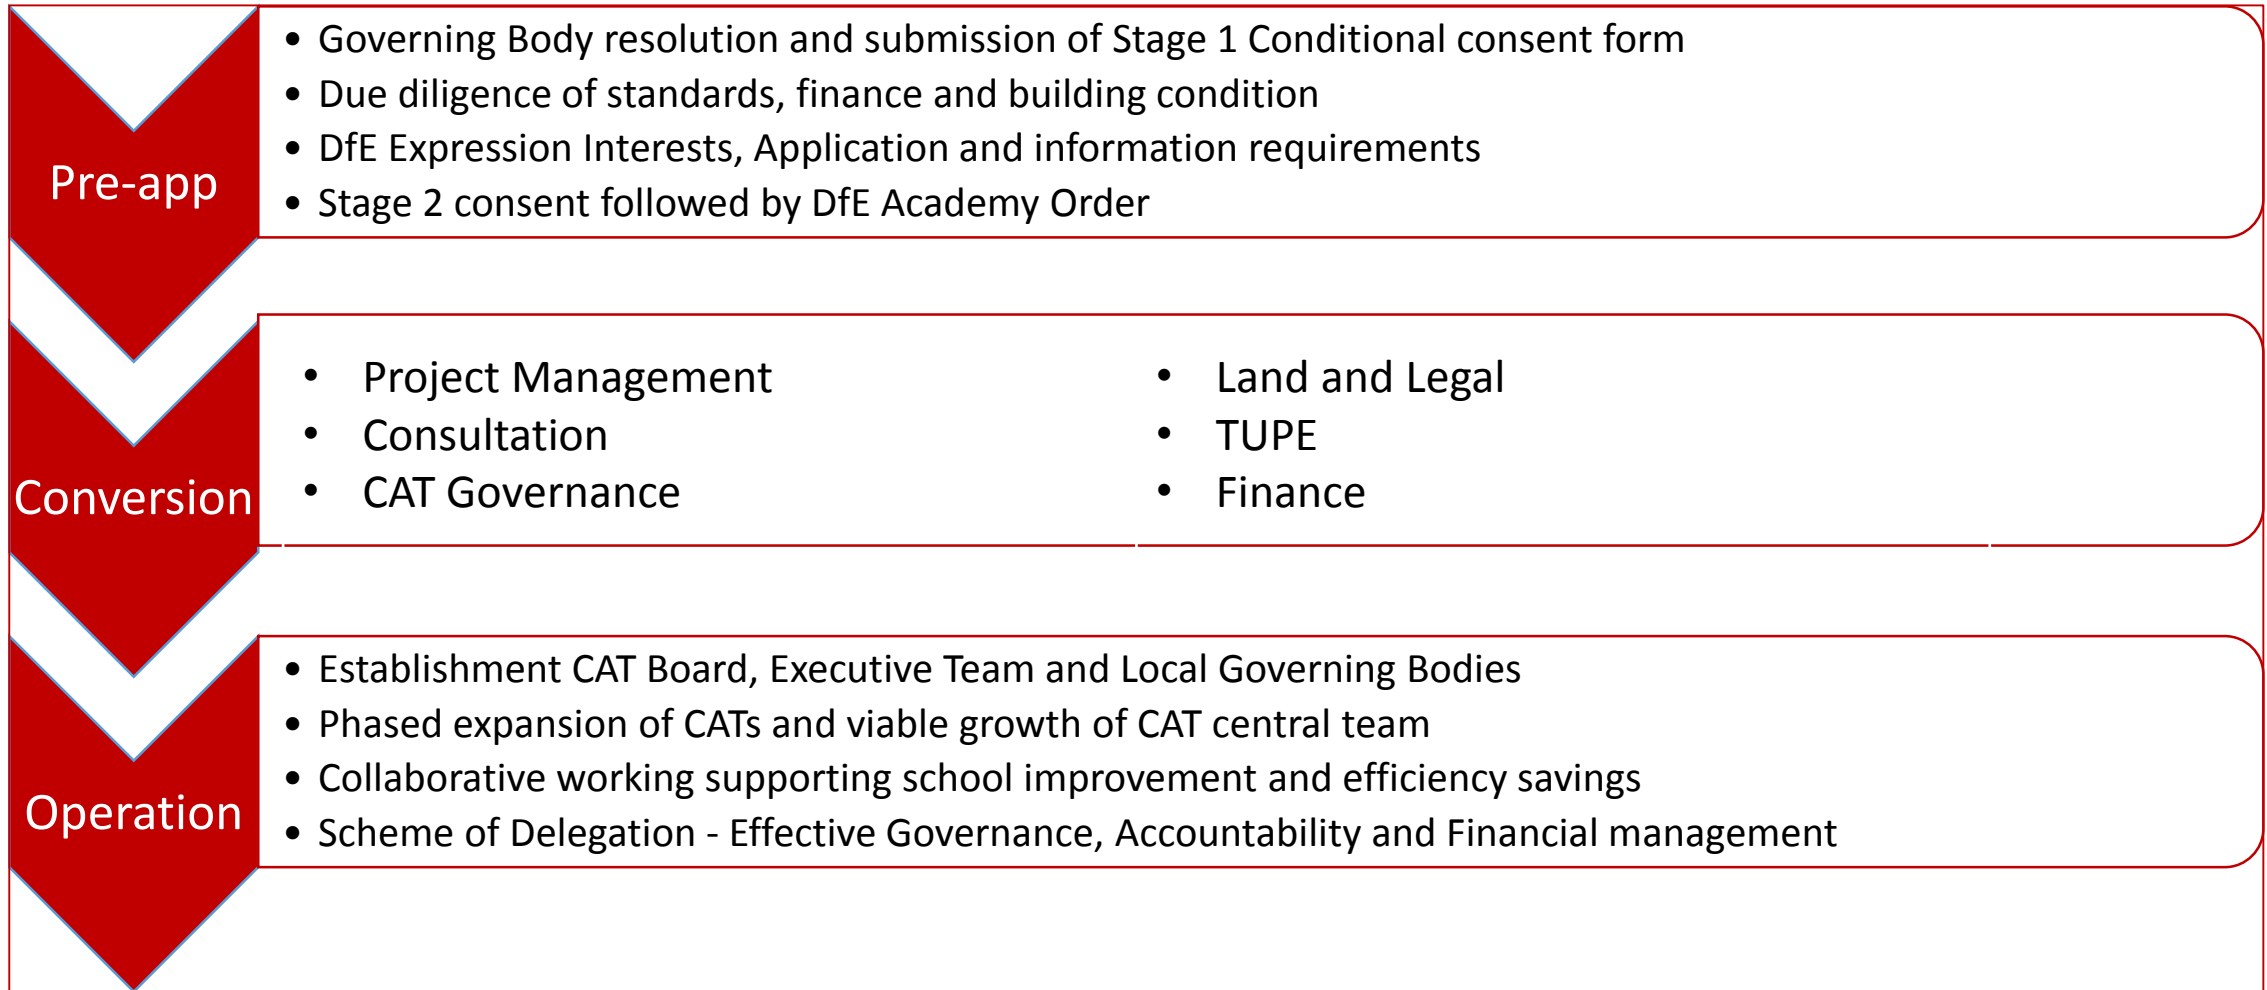 Pre-app
• Governing Body resolution and submission of Stage 1 Conditional consent form
• Due diligence of standards, finance and building condition
• DfE Expression Interests, Application and information requirements
• Stage 2 consent followed by DfE Academy Order
Conversion
• Project Management
• Consultation
• CAT Governance
• Land and Legal
• TUPE
• Finance
Operation
• Establishment CAT Board, Executive Team and Local Governing Bodies
• Phased expansion of CATs and viable growth of CAT central team
• Collaborative working supporting school improvement and efficiency savings
• Scheme of Delegation - Effective Governance, Accountability and Financial management